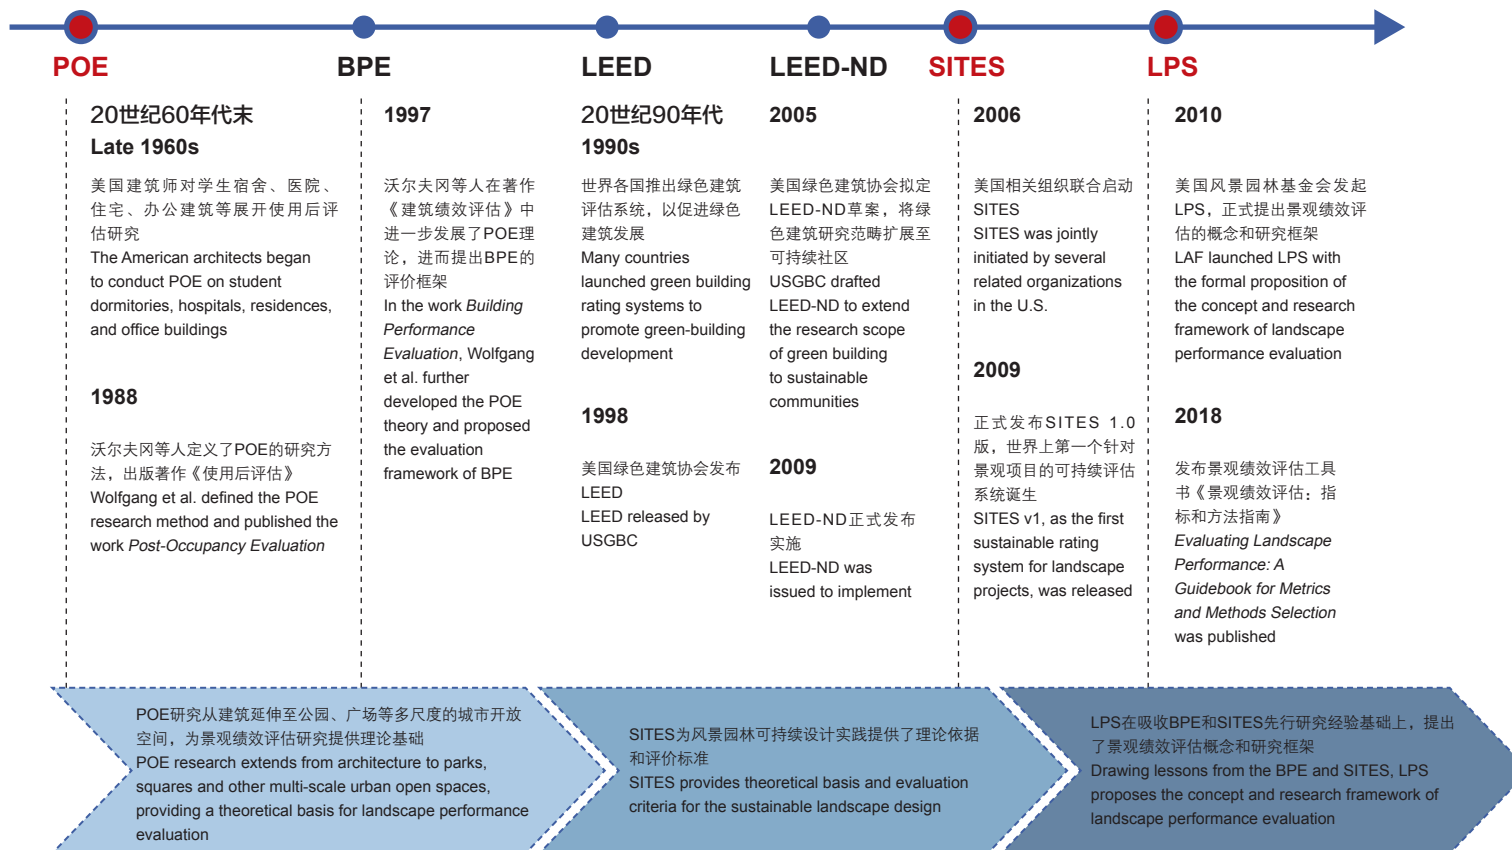 POE
BPE
LEED
LEED-ND
SITES
LPS
20世纪60年代末
Late 1960s
美国建筑师对学生宿舍、医院、
住宅、办公建筑等展开使用后评
估研究
The American architects began
to conduct POE on student
dormitories, hospitals, residences,
and office buildings
1988
沃尔夫冈等人定义了POE的研究方
法，出版著作《使用后评估》
Wolfgang et al. defined the POE
research method and published the
work Post-Occupancy Evaluation
1997
沃尔夫冈等人在著作
《建筑绩效评估》中
进一步发展了POE理
论，进而提出BPE的
评价框架
In the work Building
Performance
Evaluation, Wolfgang
et al. further
developed the POE
theory and proposed
the evaluation
framework of BPE
20世纪90年代
1990s
世界各国推出绿色建筑
评估系统，以促进绿色
建筑发展
Many countries
launched green building
rating systems to
promote green-building
development
1998
美国绿色建筑协会发布
LEED
LEED released by
USGBC
2005
美国绿色建筑协会拟定
LEED-ND草案，将绿
色建筑研究范畴扩展至
可持续社区
USGBC drafted
LEED-ND to extend
the research scope
of green building
to sustainable
communities
2009
LEED-ND正式发布
实施
LEED-ND was
issued to implement
2006
美国相关组织联合启动
SITES
SITES was jointly
initiated by several
related organizations
in the U.S.
2009
正式发布SITES 1.0
版，世界上第一个针对
景观项目的可持续评估
系统诞生
SITES v1, as the first
sustainable rating
system for landscape
projects, was released
2010
美国风景园林基金会发起
LPS，正式提出景观绩效评
估的概念和研究框架
LAF launched LPS with
the formal proposition of
the concept and research
framework of landscape
performance evaluation
2018
发布景观绩效评估工具
书《景观绩效评估：指
标和方法指南》
Evaluating Landscape
Performance: A
Guidebook for Metrics
and Methods Selection
was published
POE研究从建筑延伸至公园、广场等多尺度的城市开放
空间，为景观绩效评估研究提供理论基础
POE research extends from architecture to parks,
squares and other multi-scale urban open spaces,
providing a theoretical basis for landscape performance
evaluation
SITES为风景园林可持续设计实践提供了理论依据
和评价标准
SITES provides theoretical basis and evaluation
criteria for the sustainable landscape design
LPS在吸收BPE和SITES先行研究经验基础上，提出
了景观绩效评估概念和研究框架
Drawing lessons from the BPE and SITES, LPS
proposes the concept and research framework of
landscape performance evaluation